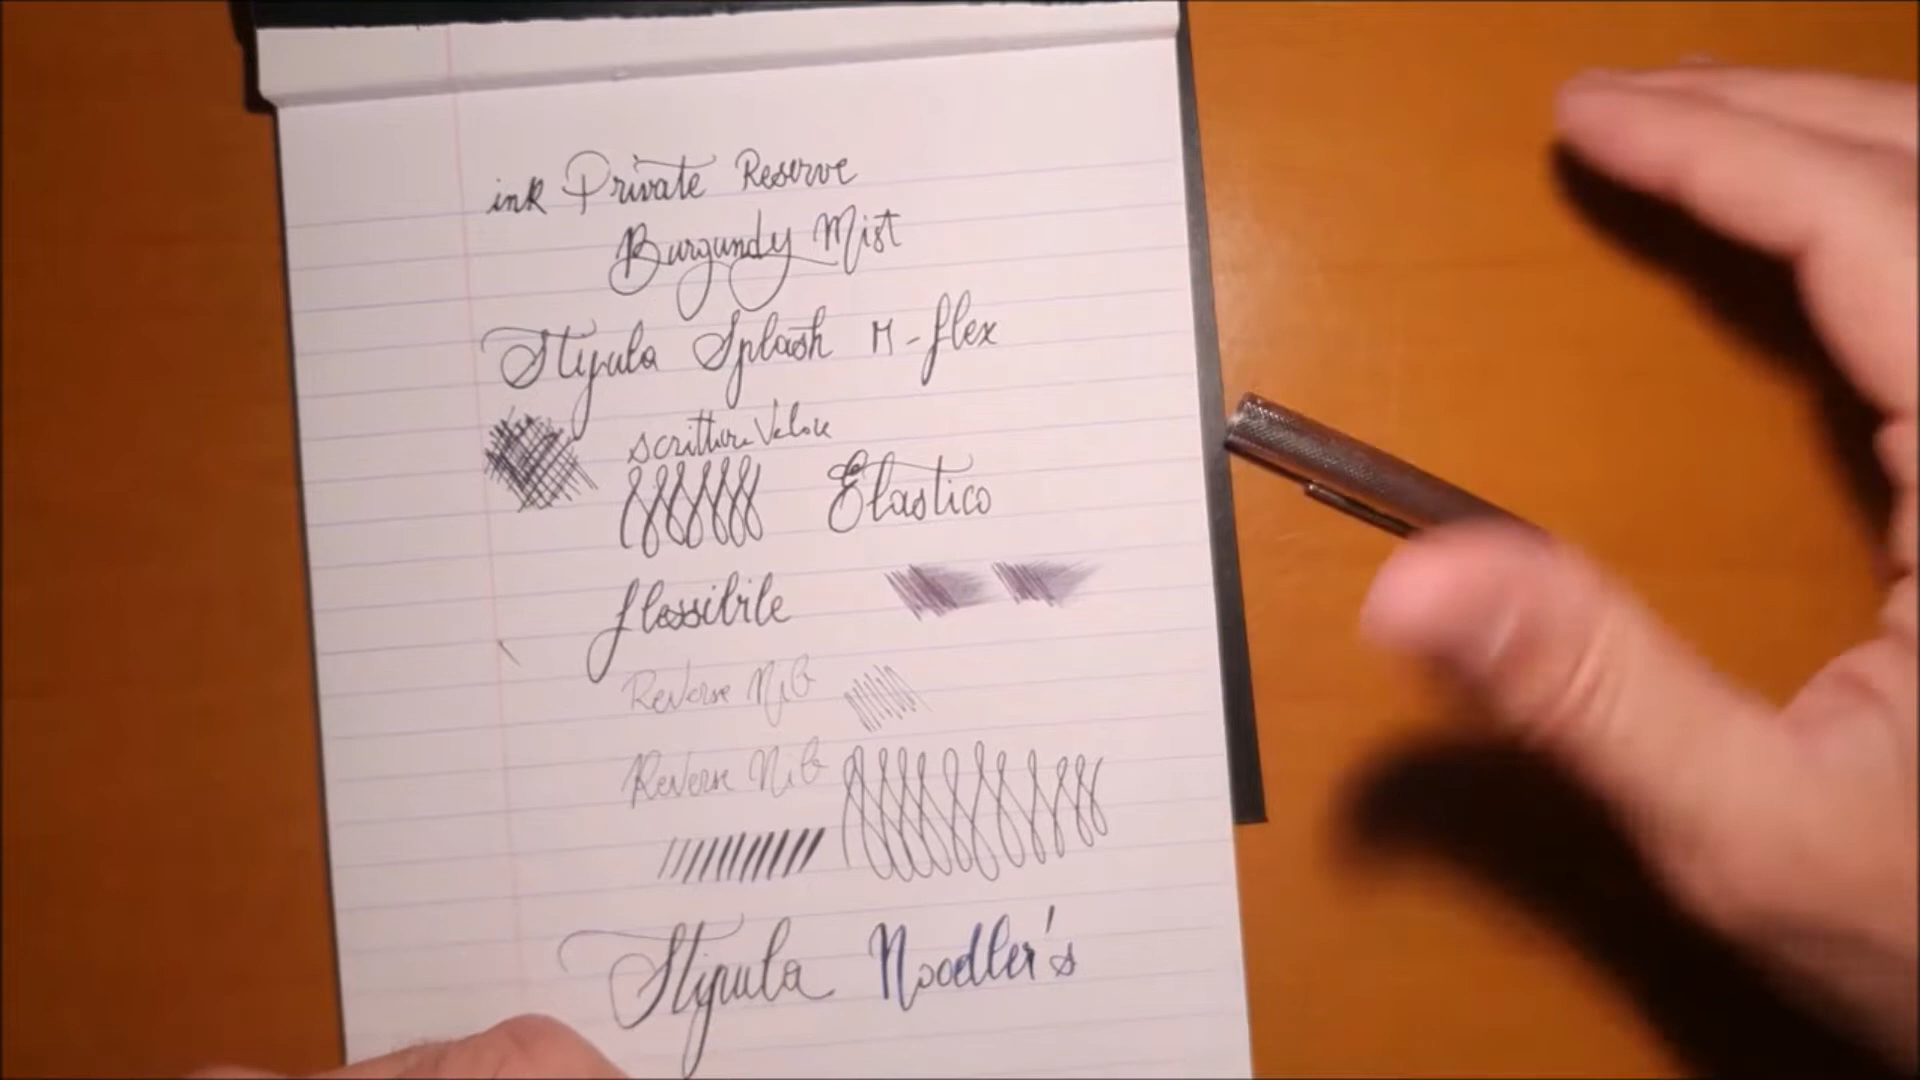 ink Private Reserve
Burgundy Mist
Stipula Splash M-flex
scrittura Veloce
Elastico
flessibile
Reverse Nib
Reverse Nib
Stipula Noodler's